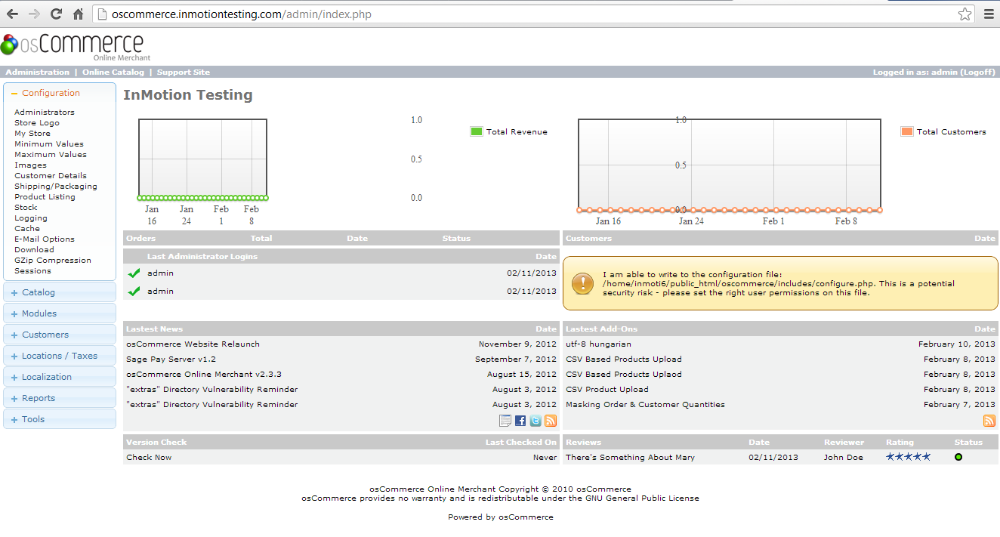 oscommerce.inmotiontesting.com/admin/index.php
osCommerce
Online Merchant
Administration | Online Catalog | Support Site
Logged in as: admin (Logoff)
Configuration
Administrators
Store Logo
My Store
Minimum Values
Maximum Values
Images
Customer Details
Shipping/Packaging
Product Listing
Stock
Logging
Cache
E-Mail Options
Download
GZip Compression
Sessions
+ Catalog
+ Modules
+ Customers
+ Locations / Taxes
+ Localization
+ Reports
+ Tools
InMotion Testing
1.0
0.5
0.0
Jan 16
Jan 24
Feb 1
Feb 8
Total Revenue
1.0
0.5
0.0
Jan 16
Jan 24
Feb 1
Feb 8
Total Customers
Orders Total Date Status
Customers Date
Last Administrator Logins Date
admin 02/11/2013
admin 02/11/2013
I am able to write to the configuration file:
/home/inmoti6/public_html/oscommerce/includes/configure.php. This is a potential
security risk - please set the right user permissions on this file.
Lastest News Date
osCommerce Website Relaunch November 9, 2012
Sage Pay Server v1.2 September 7, 2012
osCommerce Online Merchant v2.3.3 August 15, 2012
"extras" Directory Vulnerability Reminder August 3, 2012
"extras" Directory Vulnerability Reminder August 3, 2012
Lastest Add-Ons Date
utf-8 hungarian February 10, 2013
CSV Based Products Upload February 8, 2013
CSV Based Products Uplaod February 8, 2013
CSV Product Upload February 8, 2013
Masking Order & Customer Quantities February 7, 2013
Version Check Last Checked On
Check Now Never
Reviews Date Reviewer Rating Status
There's Something About Mary 02/11/2013 John Doe
osCommerce Online Merchant Copyright © 2010 osCommerce
osCommerce provides no warranty and is redistributable under the GNU General Public License
Powered by osCommerce